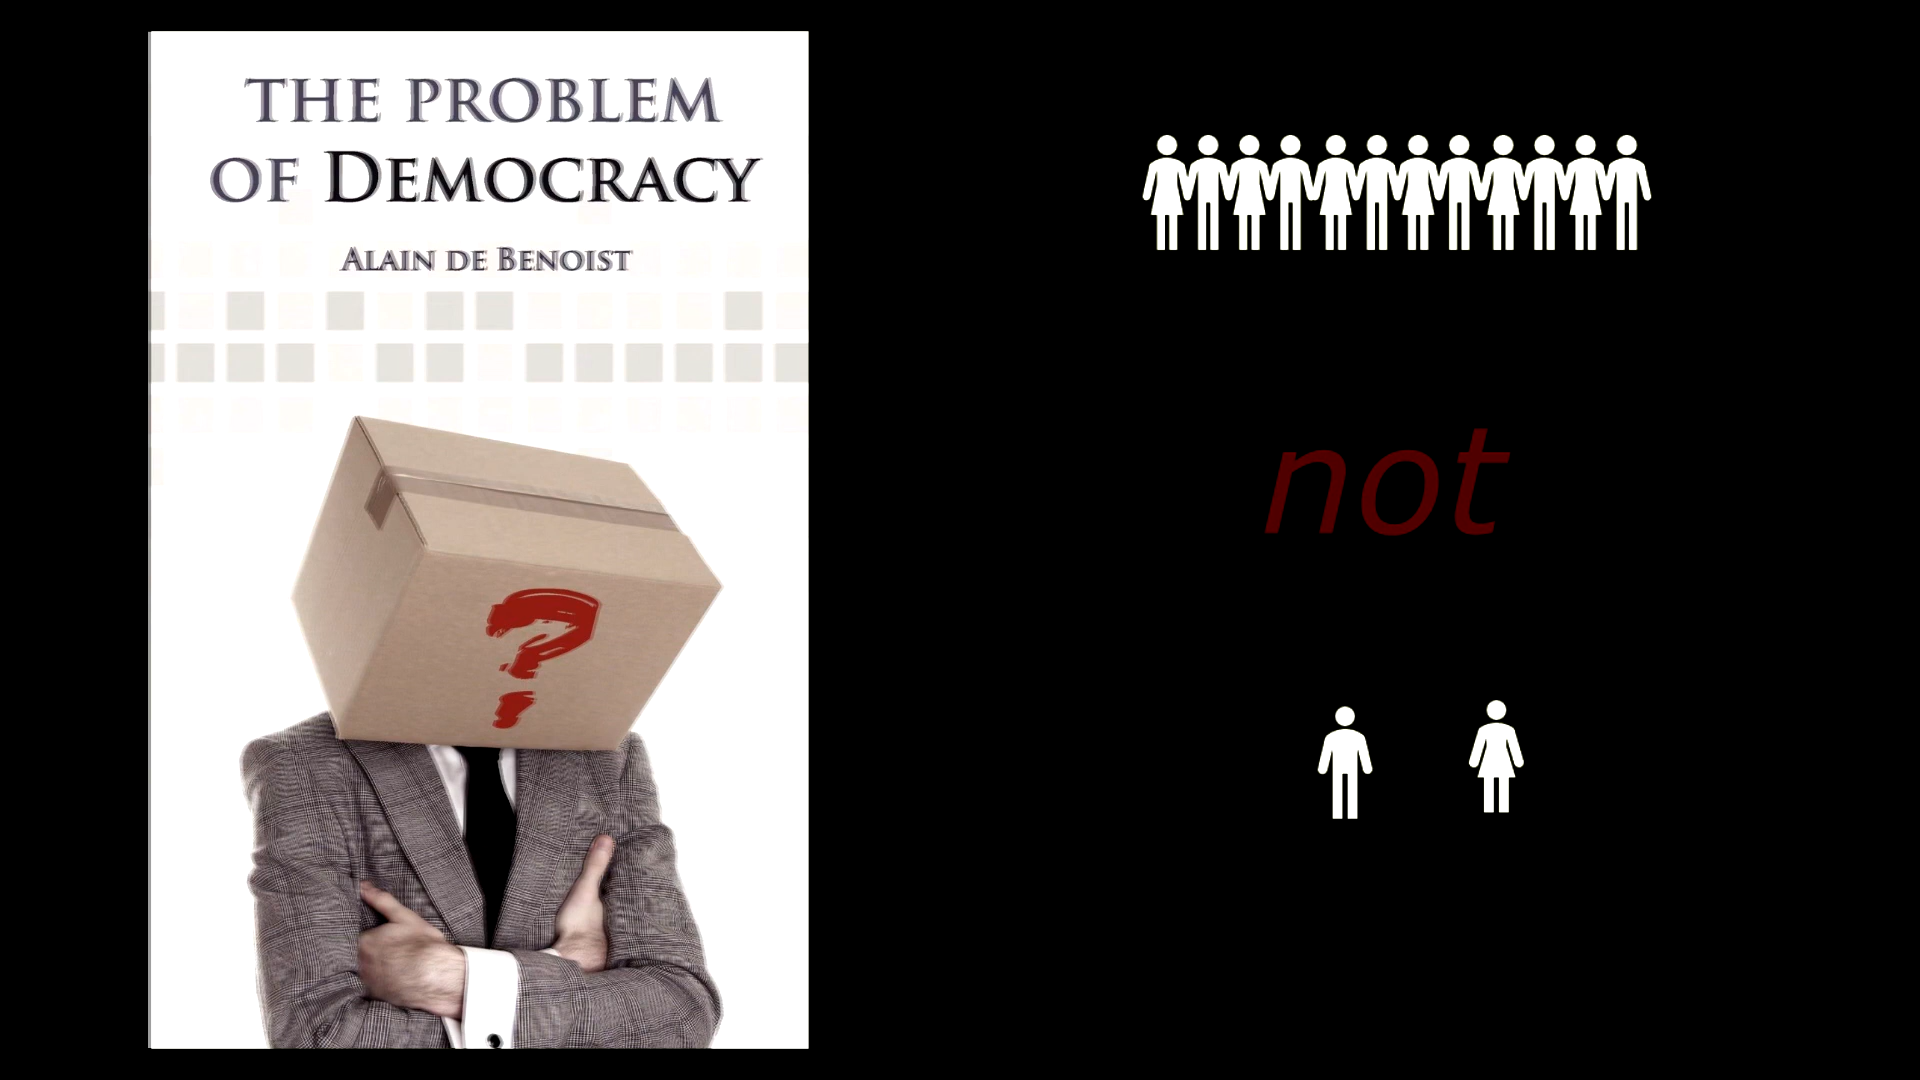 THE PROBLEM
OF DEMOCRACY
ALAIN DE BENOIST
?
not